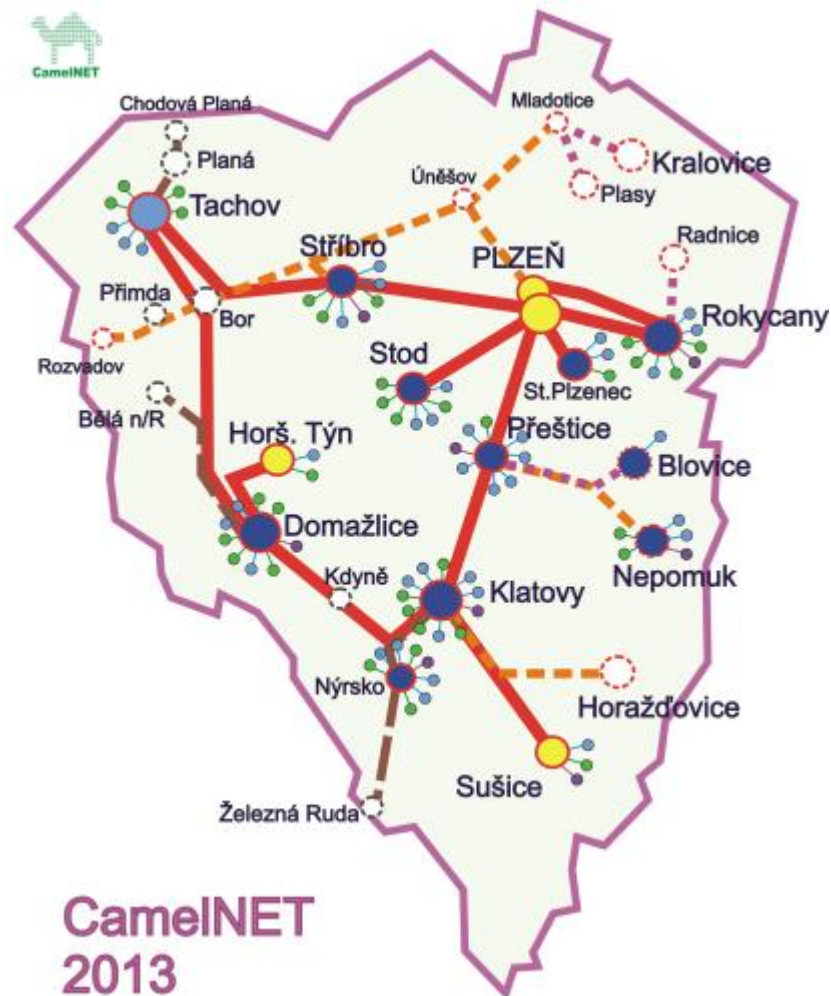 CamelNET
Chodová Planá
Mladotice
Planá
Kralovice
Úněšov
Plasy
Tachov
Radnice
Stříbro
PLZEŇ
Přimda
Bor
Rokycany
Rozvadov
Stod
St.Plzenec
Bělá n/R
Horš. Týn
Přeštice
Blovice
Domažlice
Nepomuk
Kdyně
Klatovy
Nýrsko
Horažďovice
Sušice
Železná Ruda
CamelNET
2013